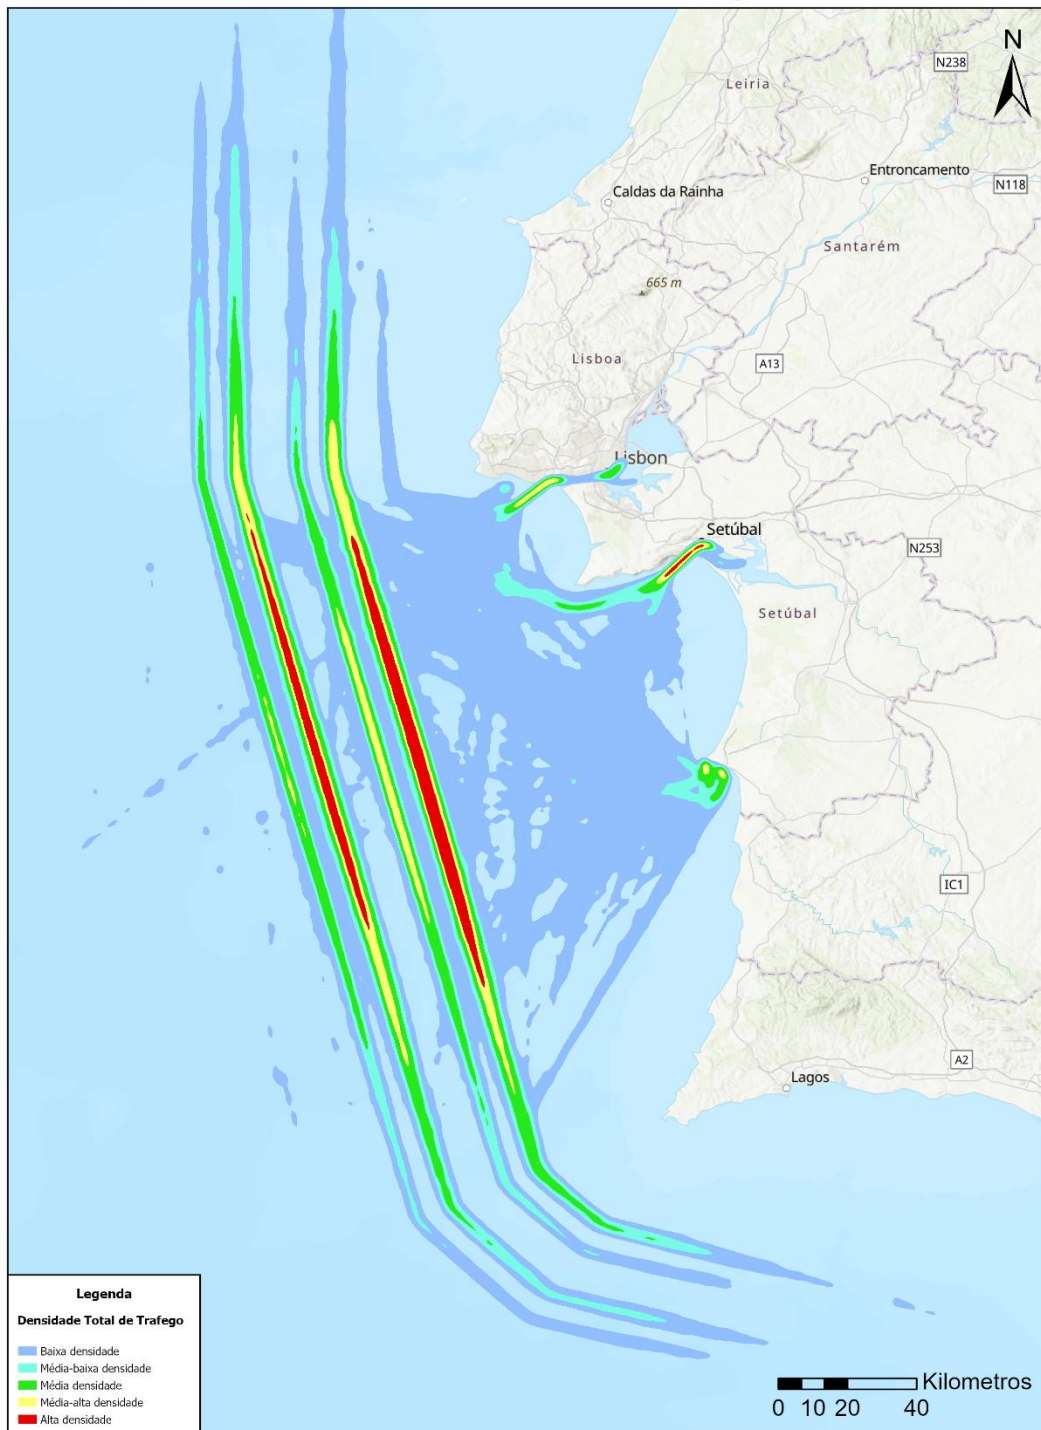 N
N238
Leiria
Entroncamento
N118
Caldas da Rainha
Santarém
665 m
Lisboa
A13
Lisbon
Setúbal
N253
Setúbal
IC1
A2
Lagos
Legenda
Densidade Total de Trafego
Baixa densidade
Média-baixa densidade
Média densidade
Média-alta densidade
Alta densidade
Kilometros
0 10 20 40